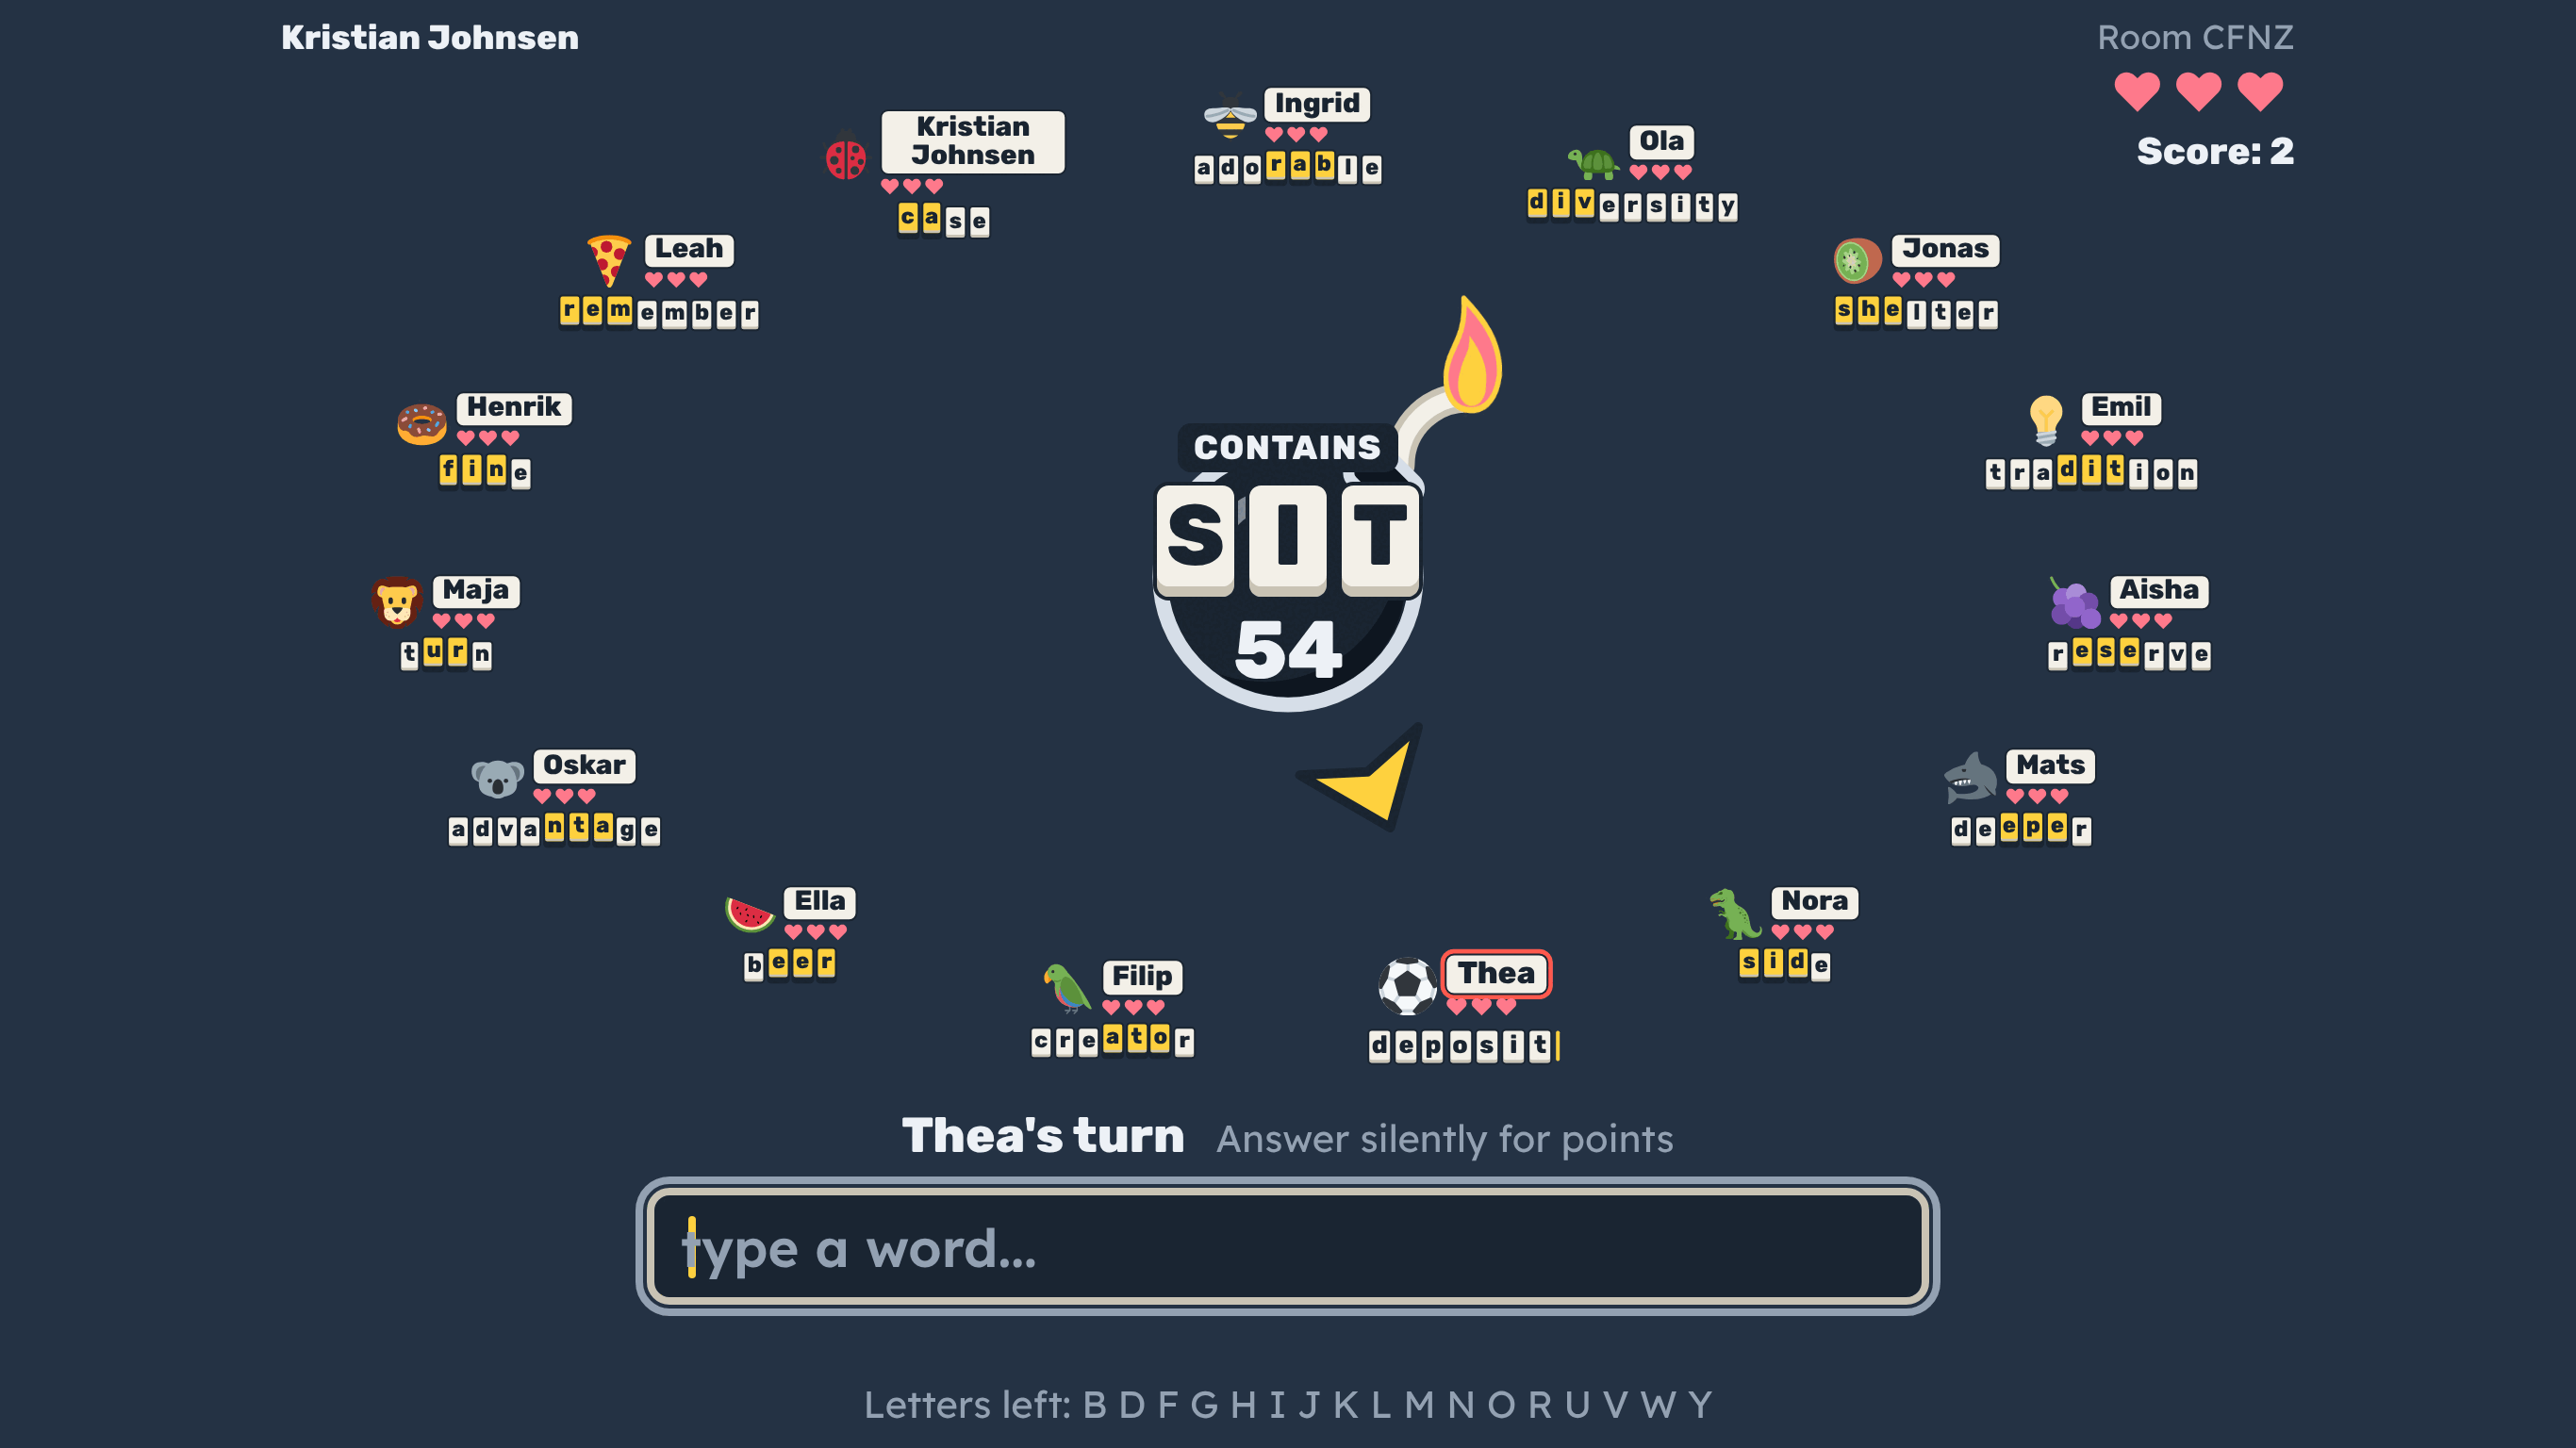 Kristian Johnsen
Room CFNZ
Score: 2
Ingrid
adorable
Kristian
Johnsen
case
Ola
diversity
Leah
remember
Jonas
shelter
Henrik
fine
Emil
tradition
CONTAINS
SIT
54
Maja
turn
Aisha
reserve
Oskar
advantage
Mats
deeper
Ella
beer
Nora
side
Filip
creator
Thea
deposit
Thea's turn Answer silently for points
type a word...
Letters left: B D F G H I J K L M N O R U V W Y